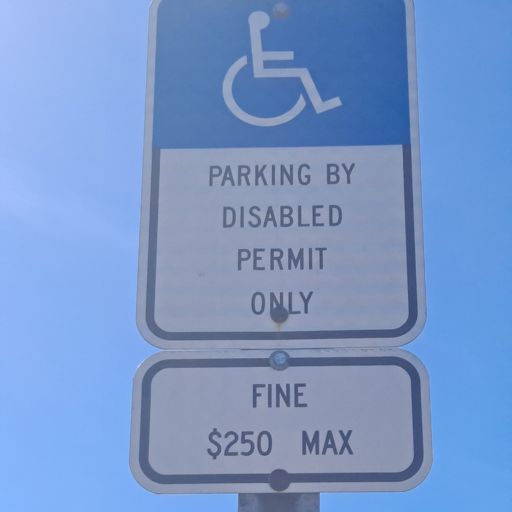 PARKING BY
DISABLED
PERMIT
ONLY
FINE
$250 MAX